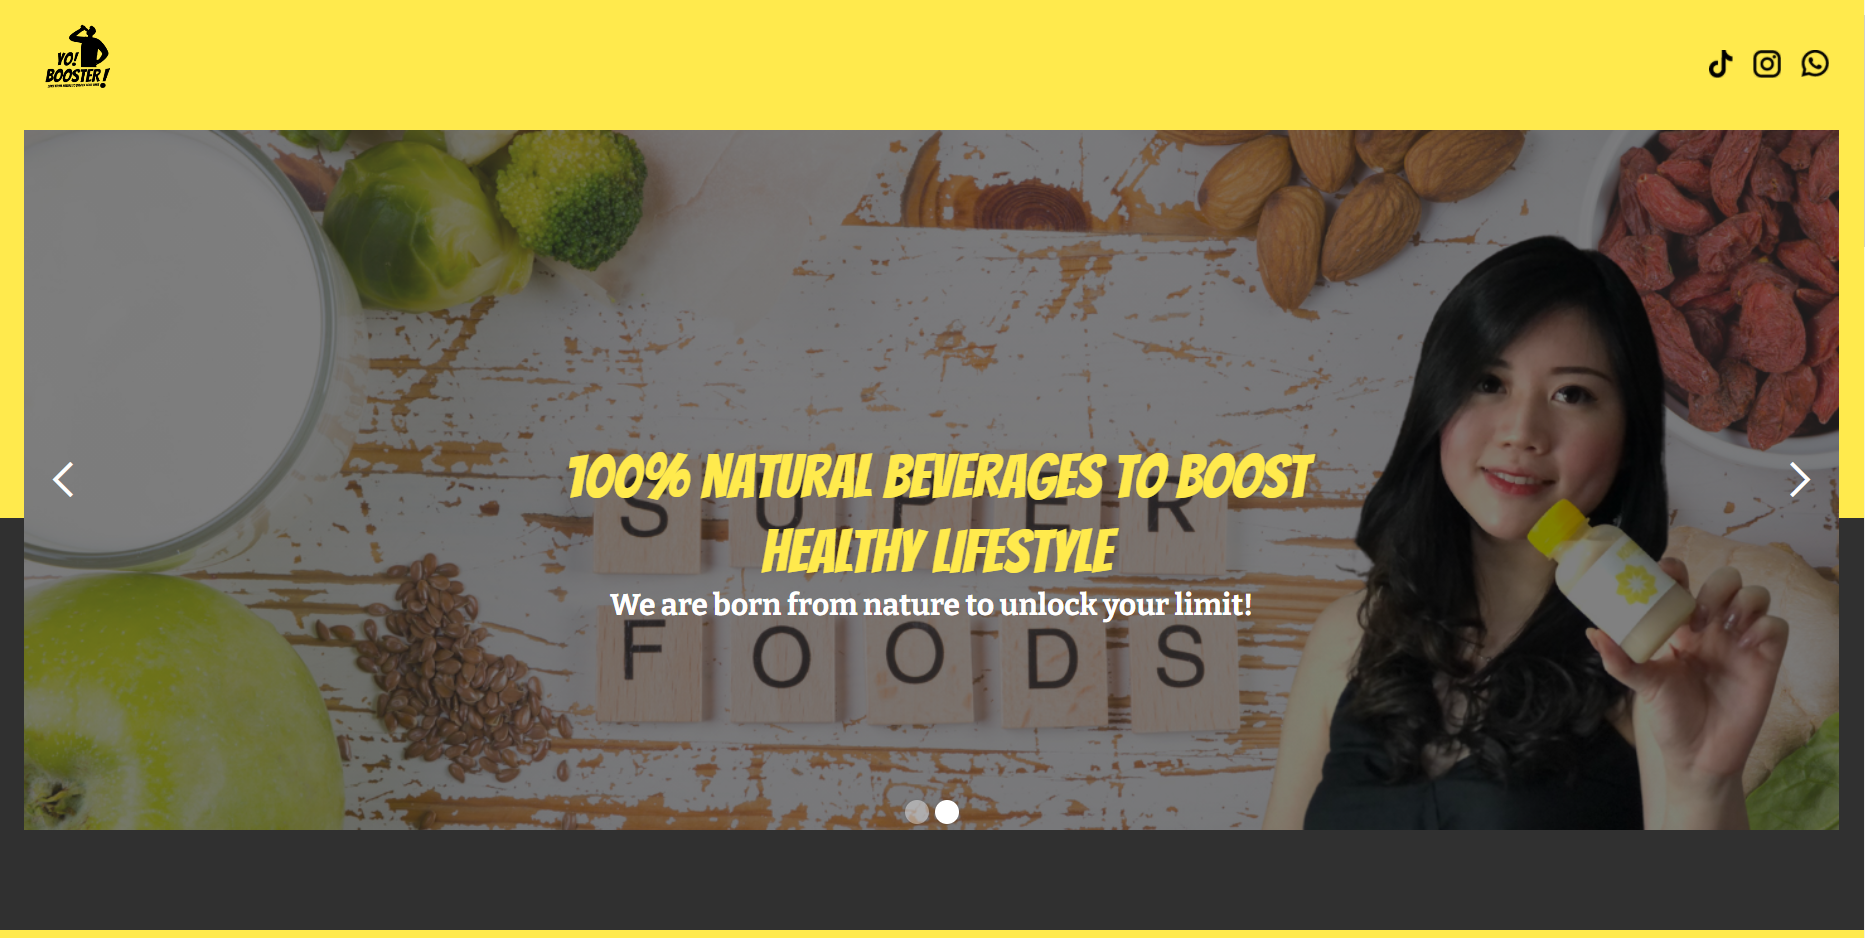 YO!
BOOSTER!
100% NATURAL BEVERAGES TO BOOST
HEALTHY LIFESTYLE
We are born from nature to unlock your limit!
SUPER
FOODS